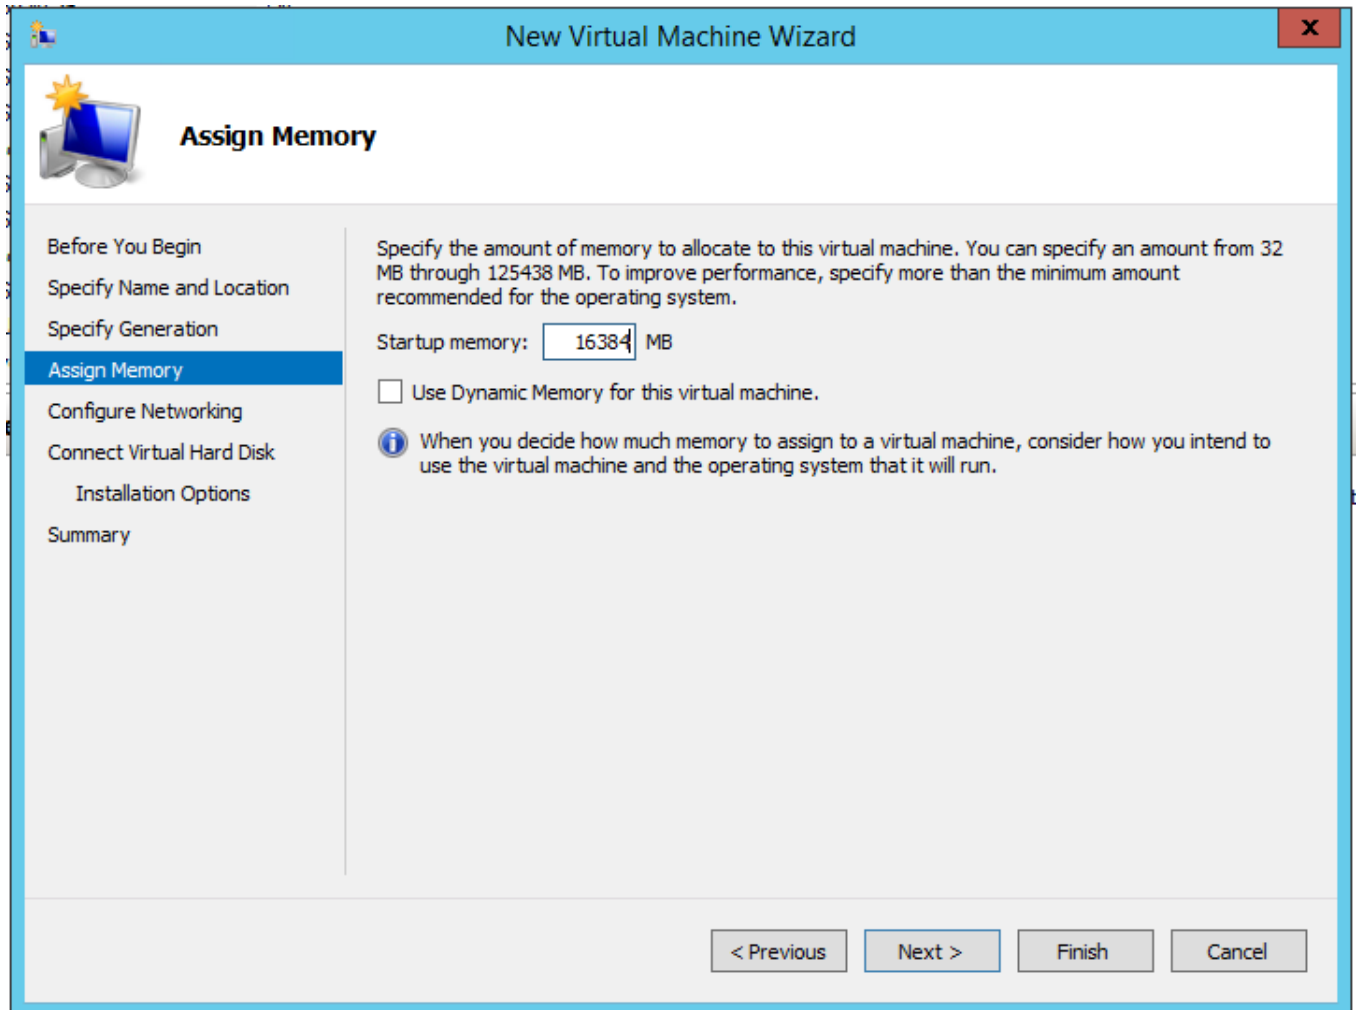 New Virtual Machine Wizard
x
Assign Memory
Before You Begin
Specify Name and Location
Specify Generation
Assign Memory
Configure Networking
Connect Virtual Hard Disk
Installation Options
Summary
Specify the amount of memory to allocate to this virtual machine. You can specify an amount from 32
MB through 125438 MB. To improve performance, specify more than the minimum amount
recommended for the operating system.
Startup memory: 16384 MB
Use Dynamic Memory for this virtual machine.
When you decide how much memory to assign to a virtual machine, consider how you intend to
use the virtual machine and the operating system that it will run.
< Previous Next > Finish Cancel